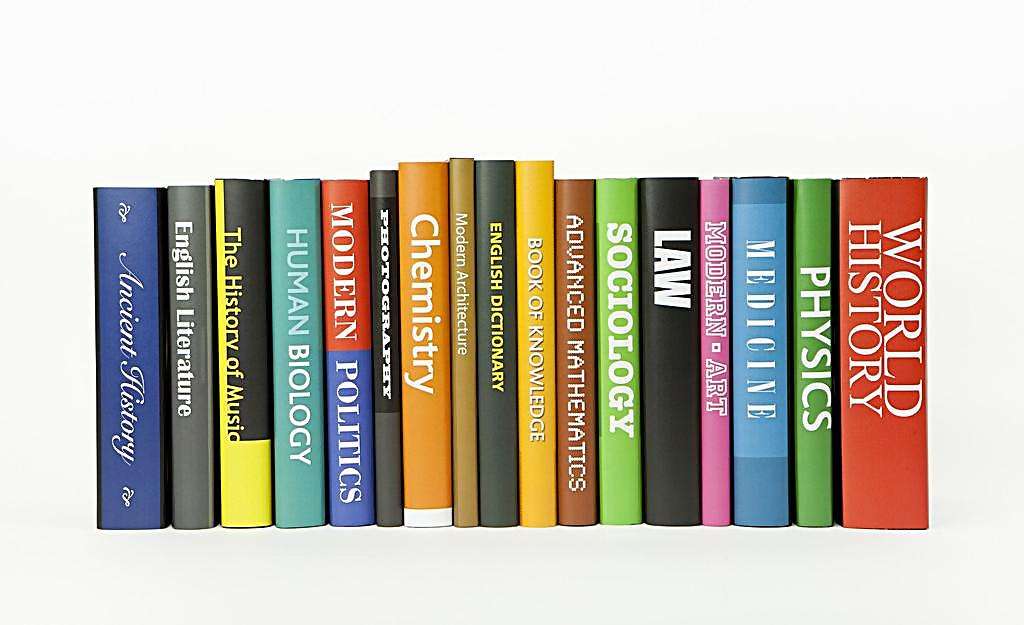 Ancient History
English Literature
The History of Music
HUMAN BIOLOGY
MODERN POLITICS
PHOTOGRAPHY
Chemistry
Modern Architecture
ENGLISH DICTIONARY
BOOK OF KNOWLEDGE
ADVANCED MATHEMATICS
SOCIOLOGY
LAW
MODERN ART
MEDICINE
PHYSICS
WORLD
HISTORY